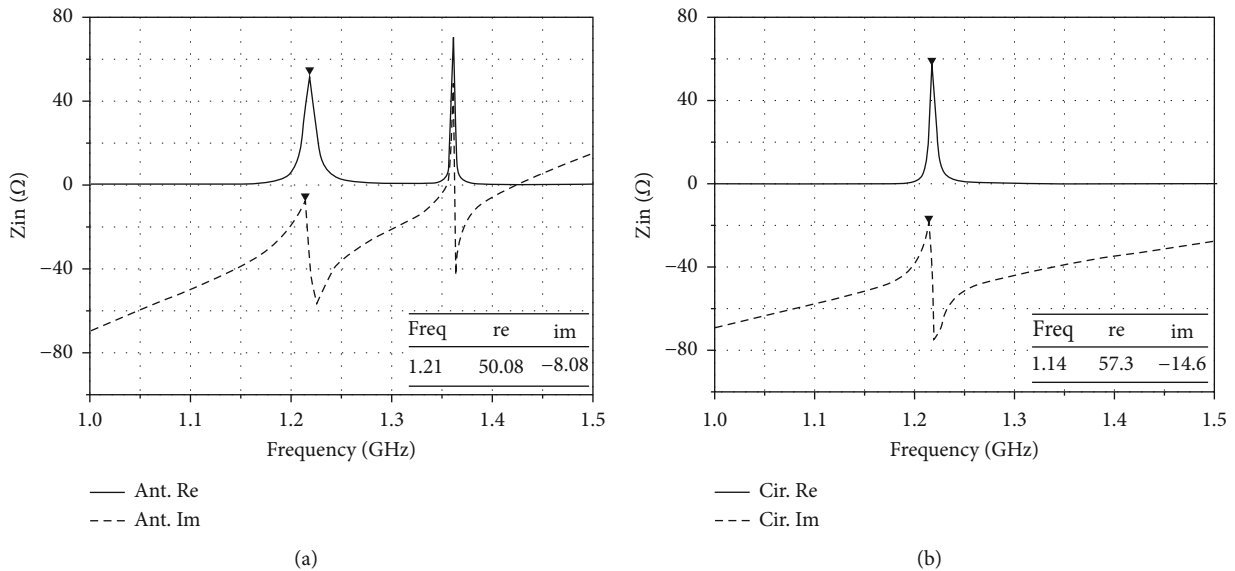 80
40
0
−40
−80
Zin (Ω)
Freq re im
1.21 50.08 −8.08
1.0 1.1 1.2 1.3 1.4 1.5
Frequency (GHz)
Ant. Re
Ant. Im
(a)
80
40
0
−40
−80
Zin (Ω)
Freq re im
1.14 57.3 −14.6
1.0 1.1 1.2 1.3 1.4 1.5
Frequency (GHz)
Cir. Re
Cir. Im
(b)